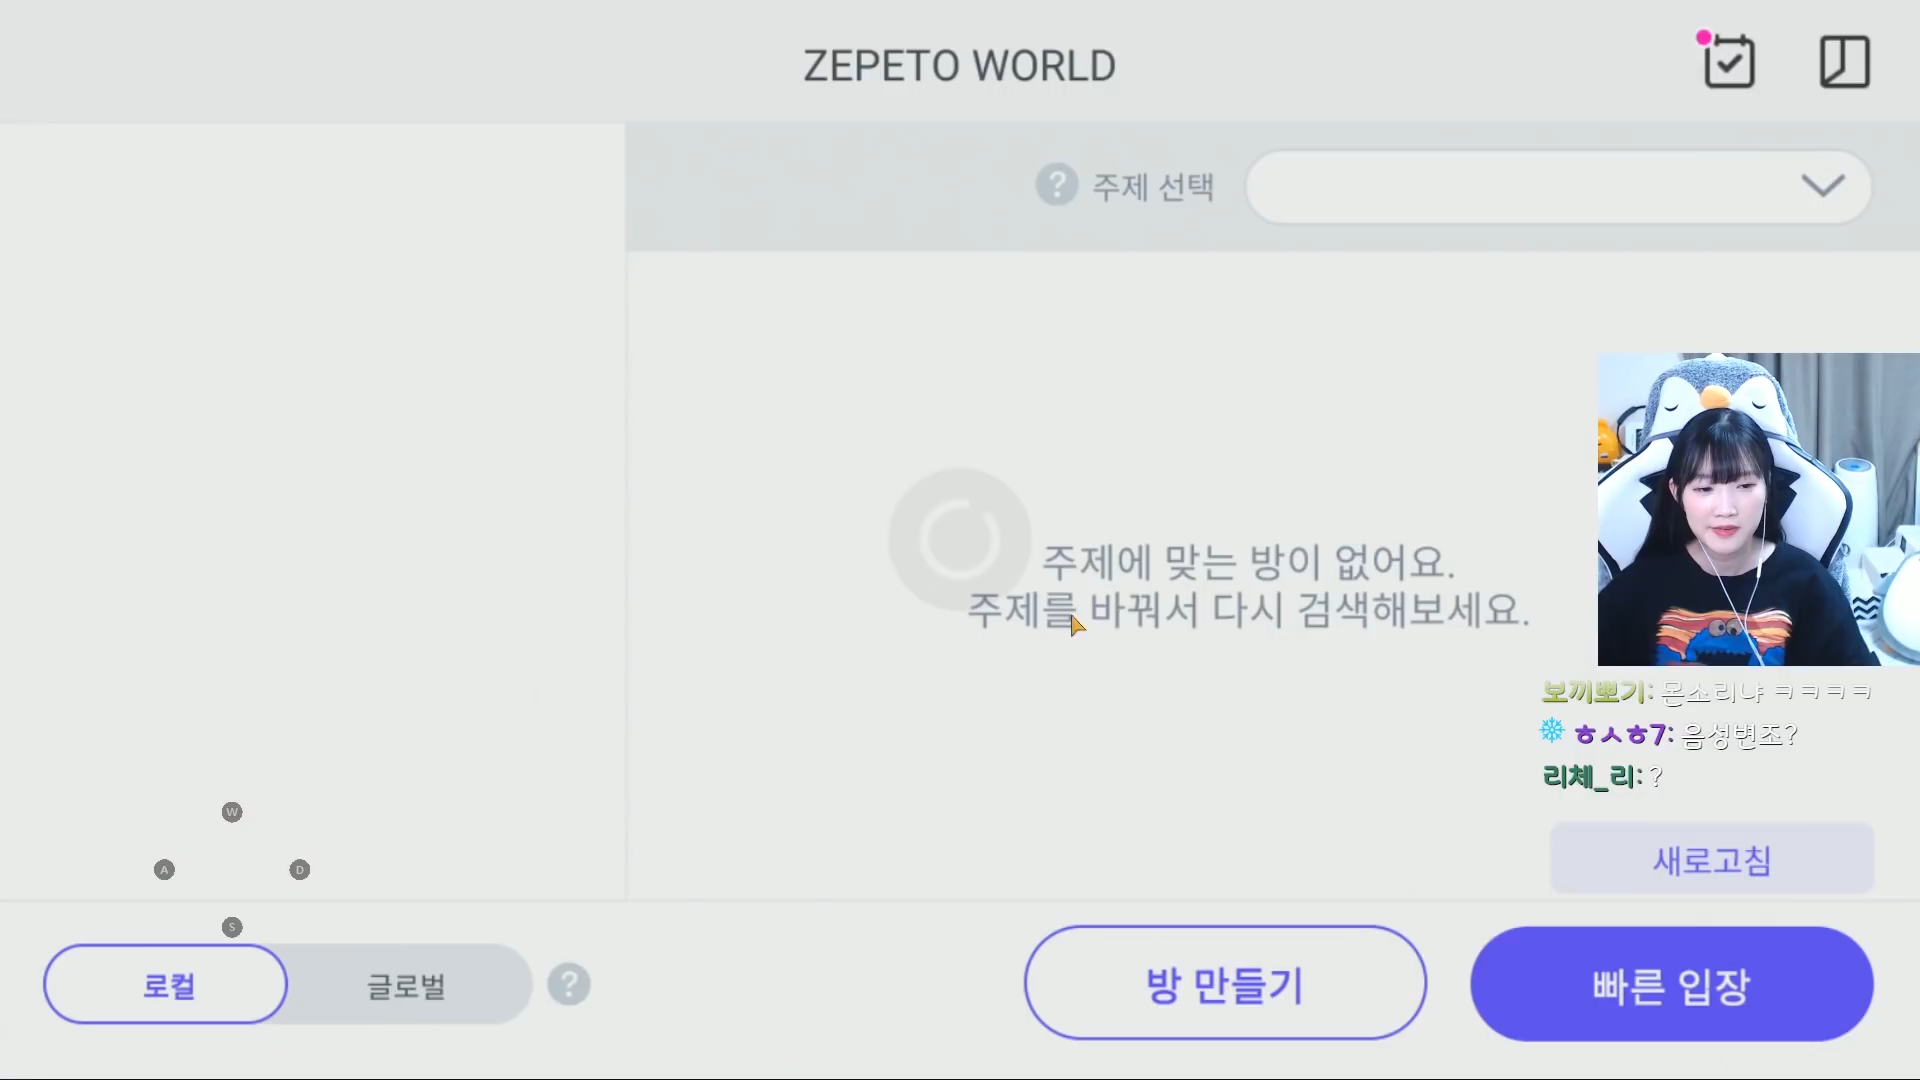 ZEPETO WORLD
? 주제 선택
주제에 맞는 방이 없어요.
주제를 바꿔서 다시 검색해보세요.
보끼뽀기: 몬소리냐 ㅋㅋㅋㅋ
ㅎㅅㅎ7: 음성변조?
리체_리: ?
새로고침
W
A
D
S
로컬
글로벌
?
방 만들기
빠른 입장